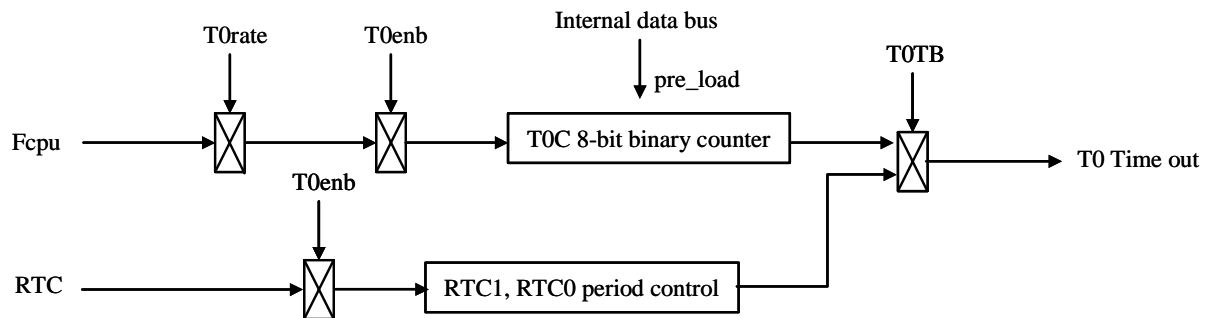 Internal data bus
T0rate
T0enb
T0TB
pre_load
Fcpu
T0C 8-bit binary counter
T0 Time out
T0enb
RTC
RTC1, RTC0 period control